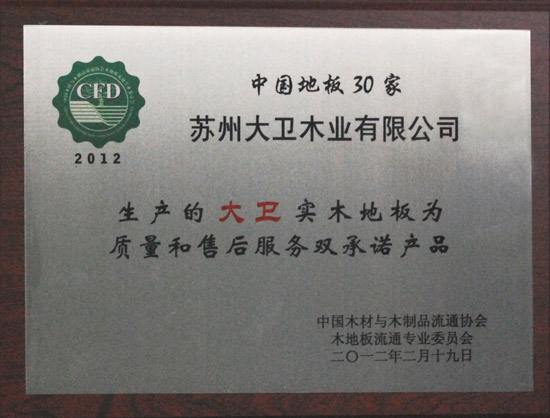 CFD
2012
中国地板30家
苏州大卫木业有限公司
生产的大卫实木地板为
质量和售后服务双承诺产品
中国木材与木制品流通协会
木地板流通专业委员会
二〇一二年二月十九日